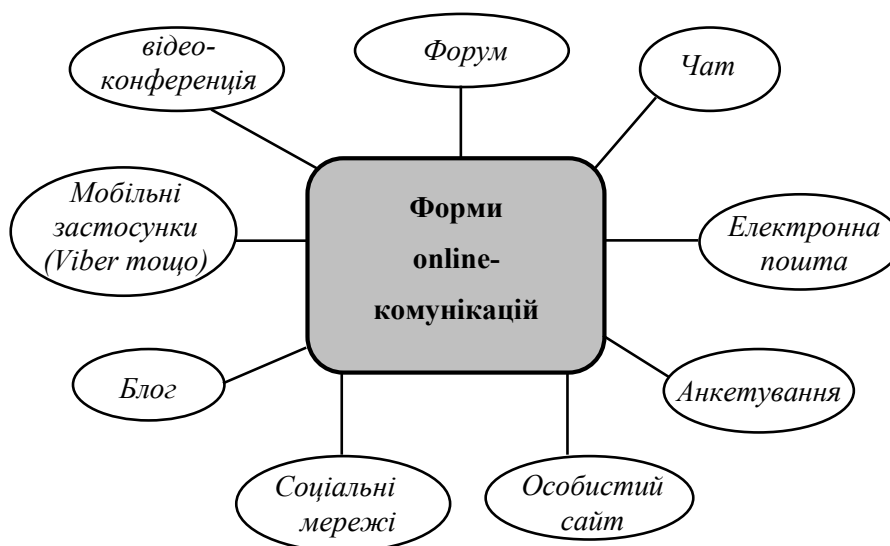 відео-
конференція
Форум
Чат
Мобільні
застосунки
(Viber тощо)
Форми
online-
комунікацій
Електронна
пошта
Блог
Анкетування
Соціальні
мережі
Особистий
сайт